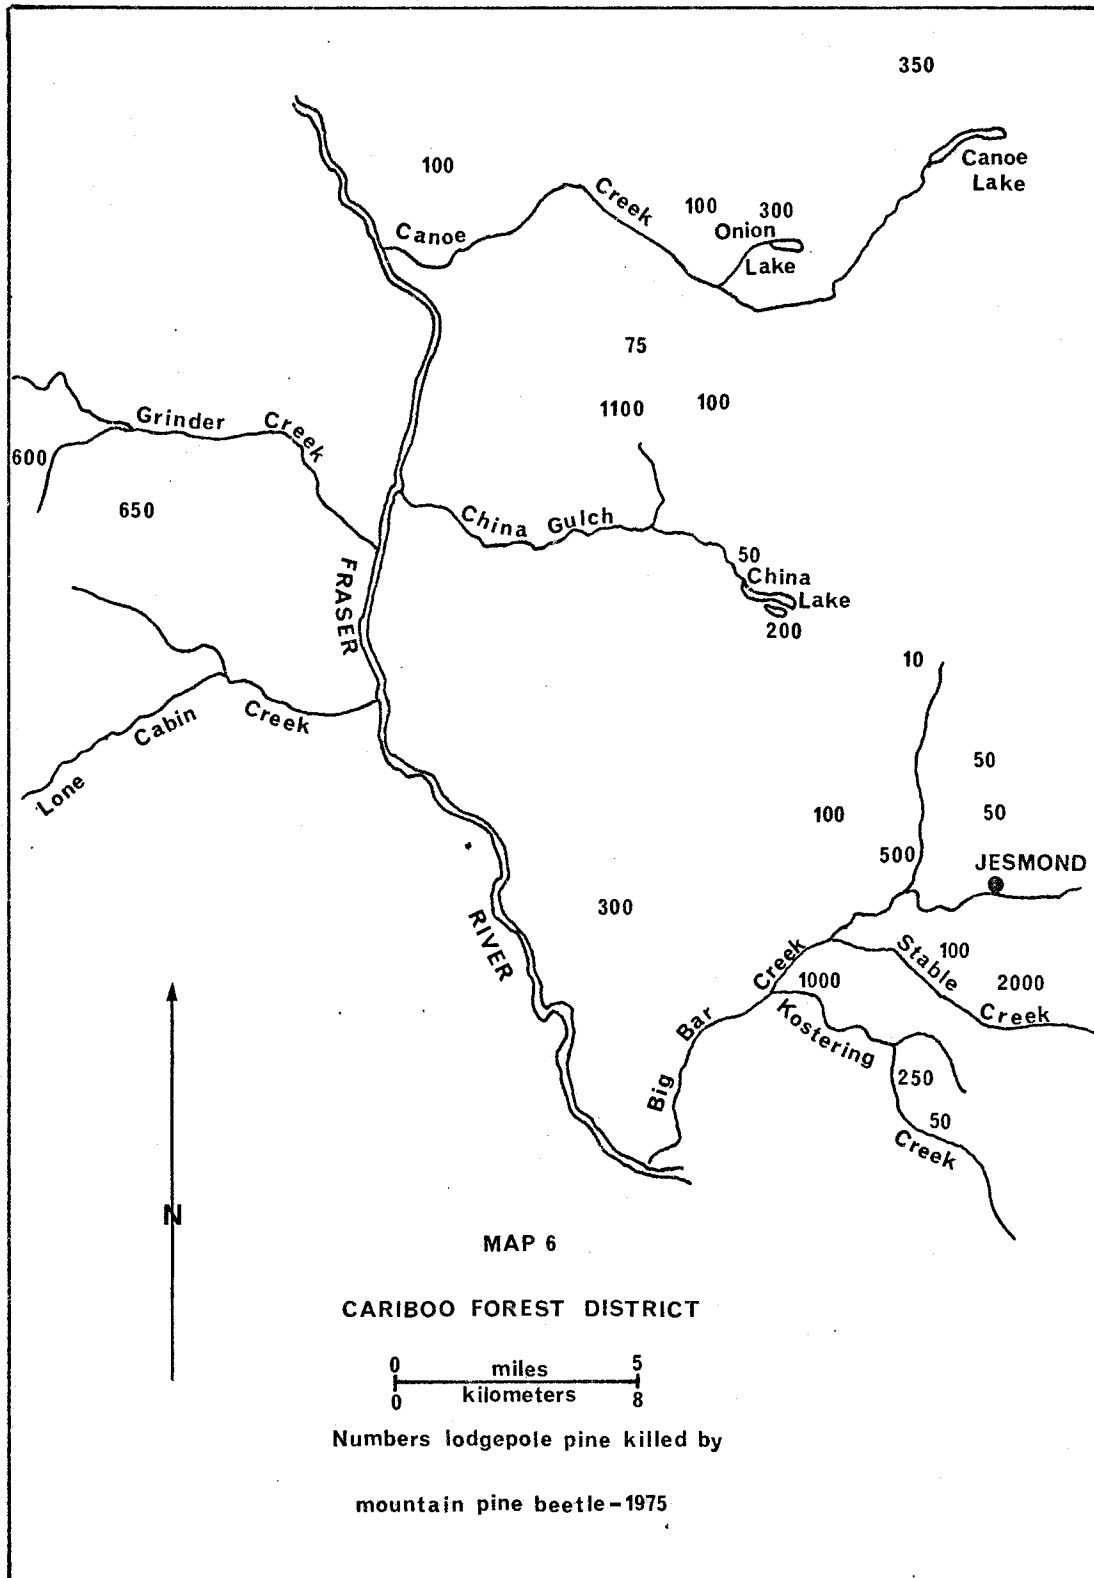 350
Canoe
Lake
100
Canoe Creek
100
300
Onion
Lake
75
1100
100
Grinder Creek
600
650
China Gulch
50
China
Lake
200
FRASER RIVER
10
Lone Cabin Creek
50
50
100
500
JESMOND
300
Big Bar Creek
Stable Creek
100
2000
1000
Kostering Creek
250
50
N
MAP 6
CARIBOO FOREST DISTRICT
0 miles 5
0 kilometers 8
Numbers lodgepole pine killed by
mountain pine beetle-1975